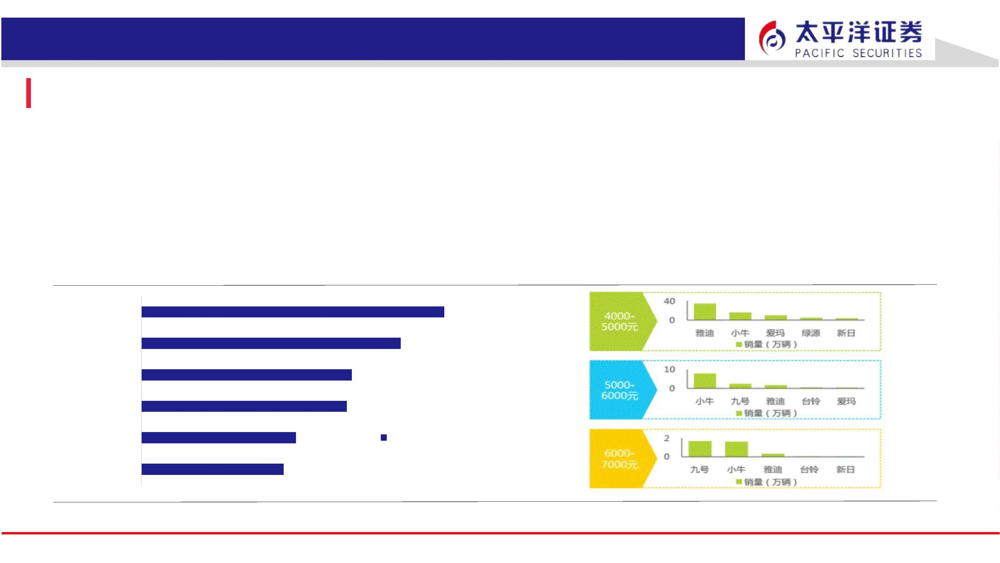 太平洋证券
PACIFIC SECURITIES
4000-
5000元
40
0
雅迪 小牛 爱玛 绿源 新日
销量（万辆）
5000-
6000元
10
0
小牛 九号 雅迪 台铃 爱玛
销量（万辆）
6000-
7000元
2
0
九号 小牛 雅迪 台铃 新日
销量（万辆）